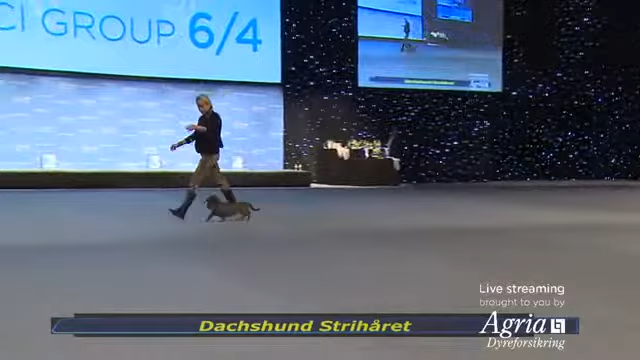 CI GROUP 6/4
Live streaming
brought to you by
Dachshund Strihåret
Agria
Dyreforsikring